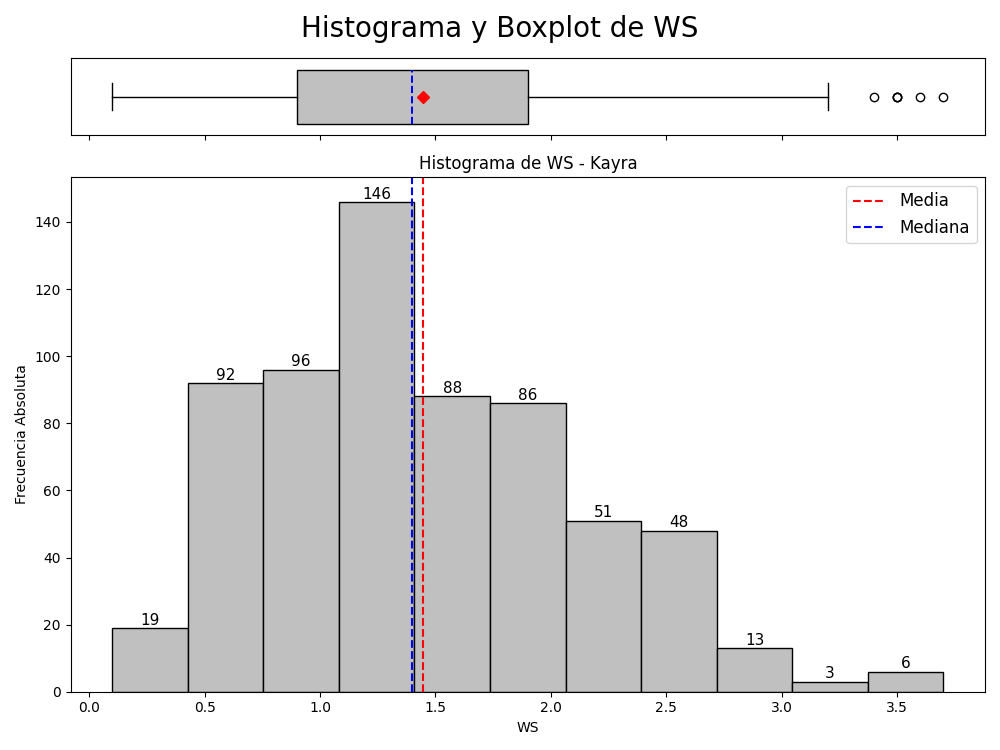 Histograma y Boxplot de WS
Histograma de WS - Kayra
Media
Mediana
Frecuencia Absoluta
140
120
100
80
60
40
20
0
19
92
96
146
88
86
51
48
13
3
6
0.0 0.5 1.0 1.5 2.0 2.5 3.0 3.5
WS